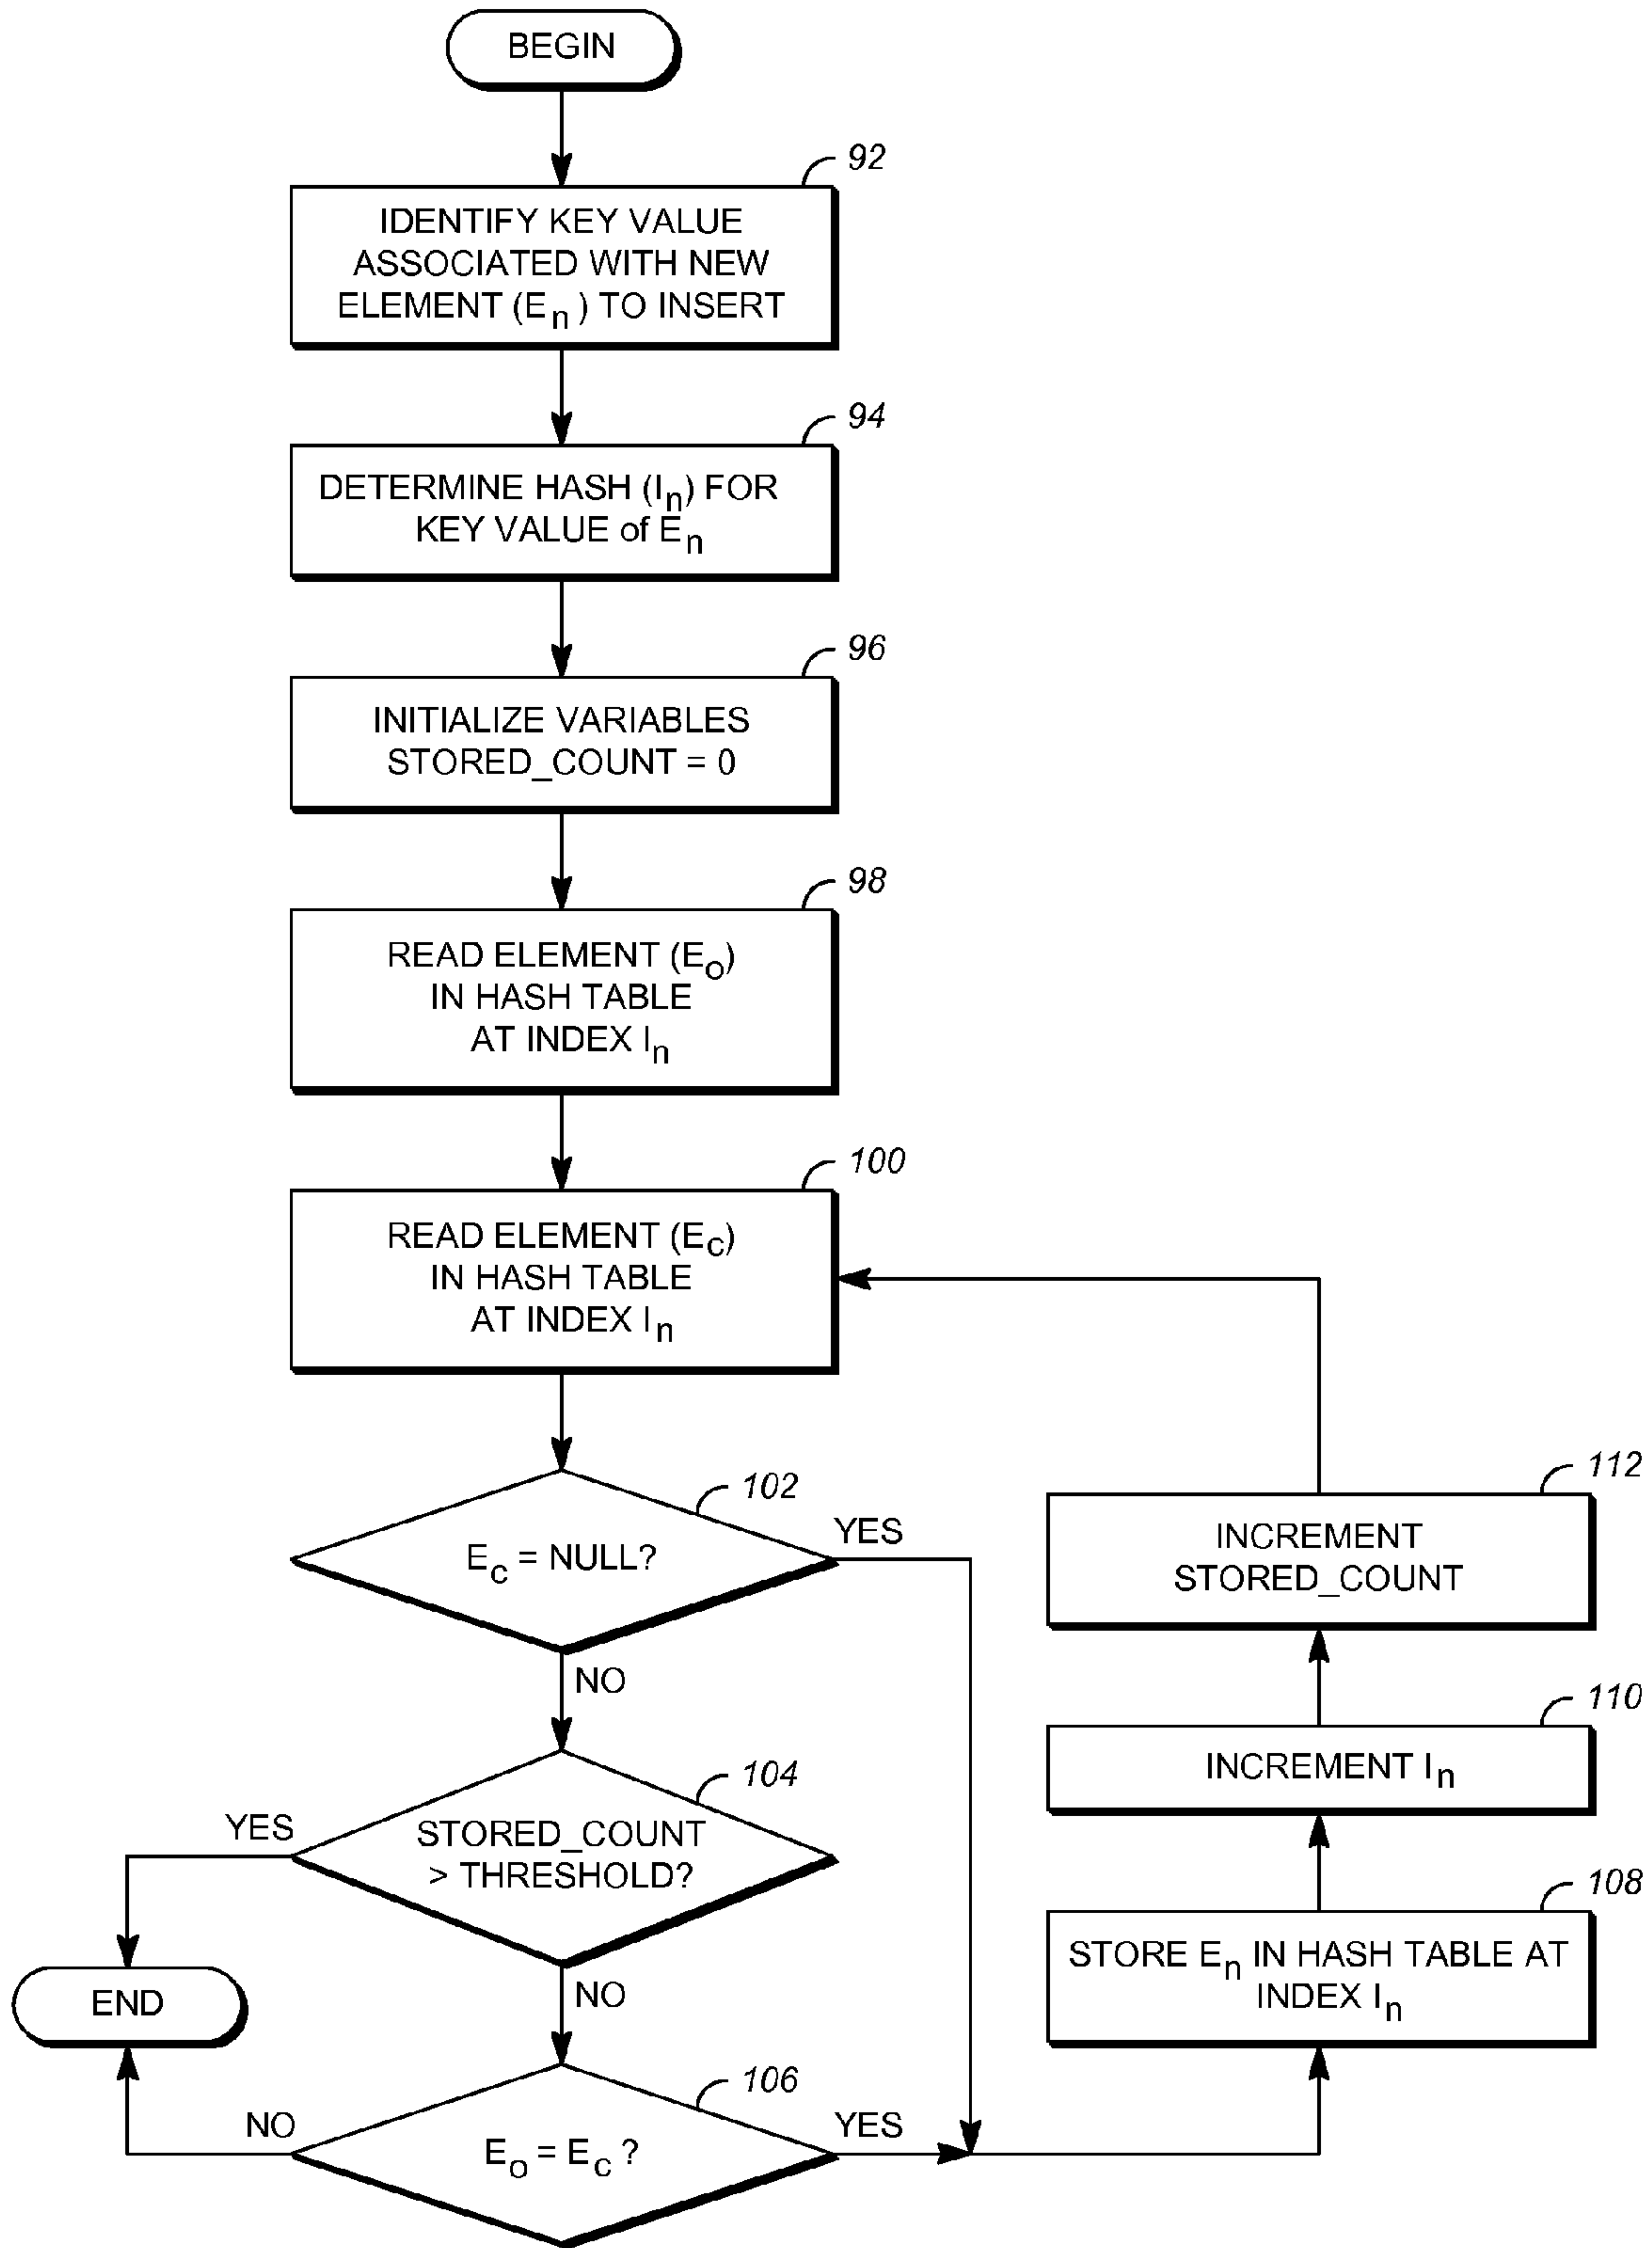 BEGIN
92
IDENTIFY KEY VALUE
ASSOCIATED WITH NEW
ELEMENT (En) TO INSERT
94
DETERMINE HASH (In) FOR
KEY VALUE of En
96
INITIALIZE VARIABLES
STORED_COUNT = 0
98
READ ELEMENT (Eo)
IN HASH TABLE
AT INDEX In
100
READ ELEMENT (Ec)
IN HASH TABLE
AT INDEX In
102
Ec = NULL?
YES
NO
104
STORED_COUNT
> THRESHOLD?
YES
NO
END
106
Eo = Ec ?
NO
YES
108
STORE En IN HASH TABLE AT
INDEX In
110
INCREMENT In
112
INCREMENT
STORED_COUNT